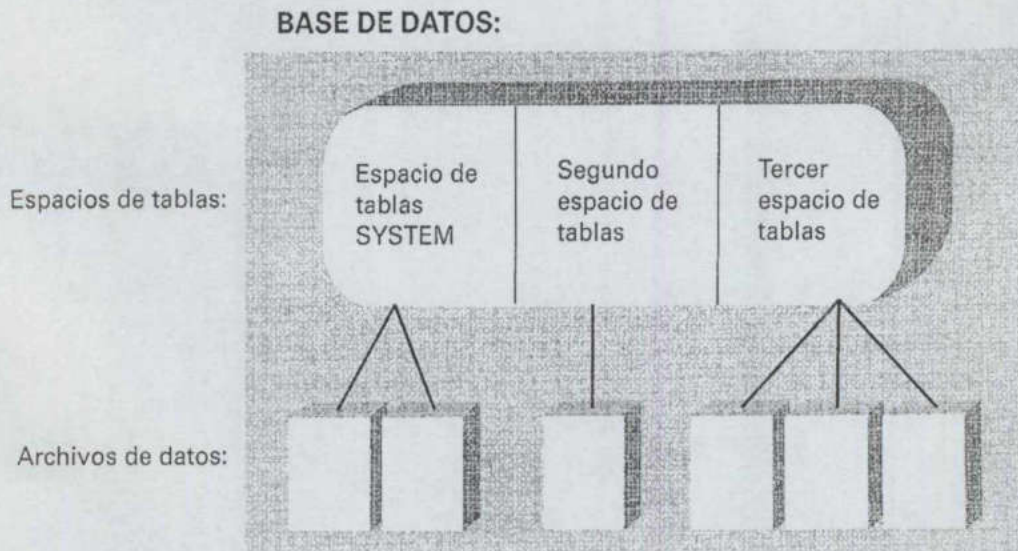 BASE DE DATOS:
Espacios de tablas:
Espacio de
tablas
SYSTEM
Segundo
espacio de
tablas
Tercer
espacio de
tablas
Archivos de datos: